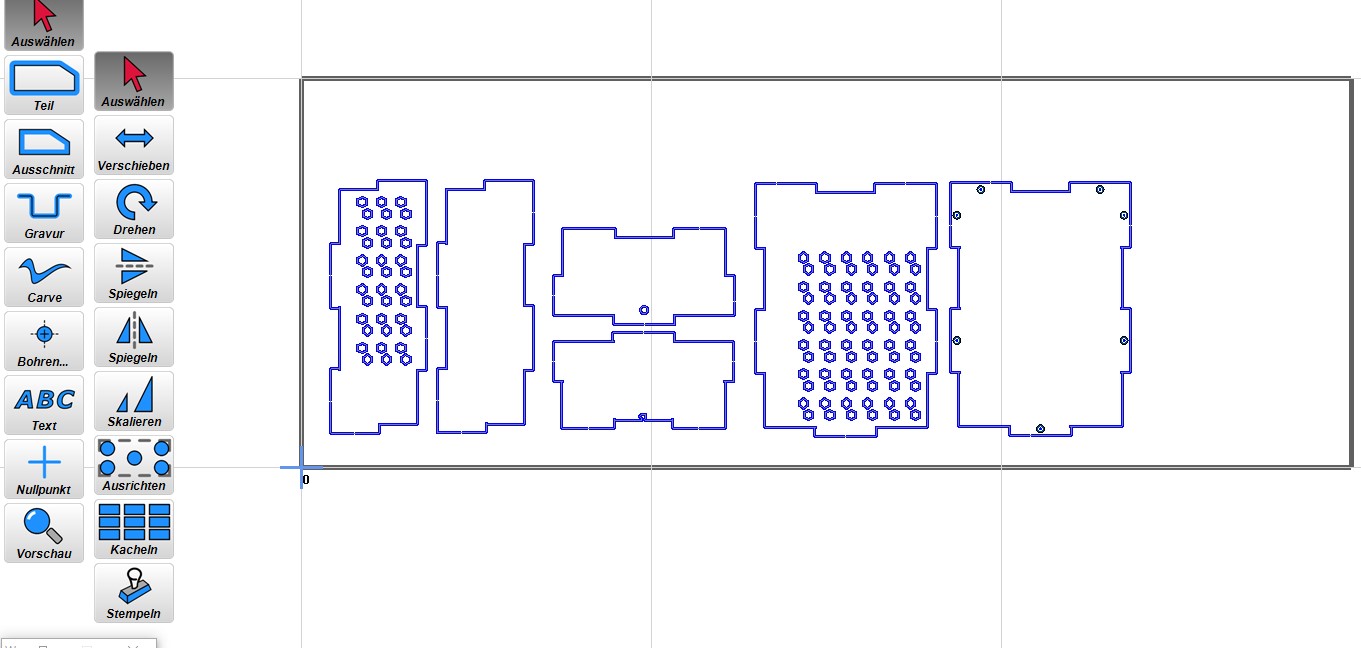 Auswählen
Teil
Ausschnitt
Gravur
Carve
Bohren...
ABC
Text
Nullpunkt
Vorschau
Auswählen
Verschieben
Drehen
Spiegeln
Spiegeln
Skalieren
Ausrichten
Kacheln
Stempeln
0